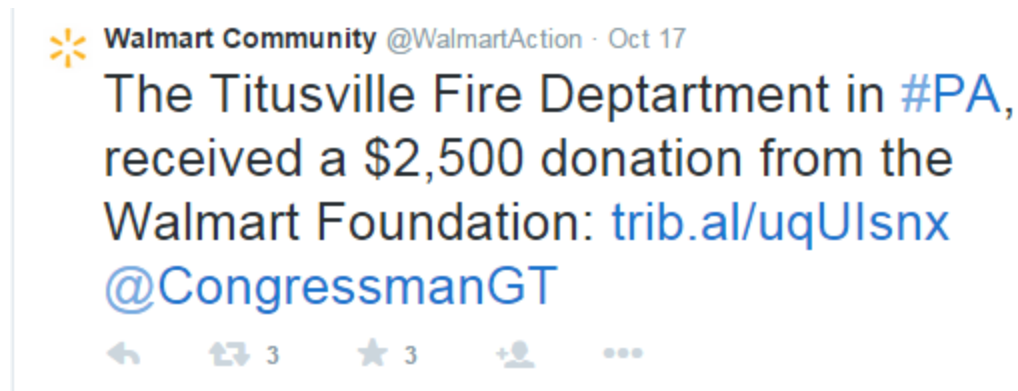 Walmart Community @WalmartAction · Oct 17
The Titusville Fire Deptartment in #PA,
received a $2,500 donation from the
Walmart Foundation: trib.al/uqUIsnx
@CongressmanGT
3 3